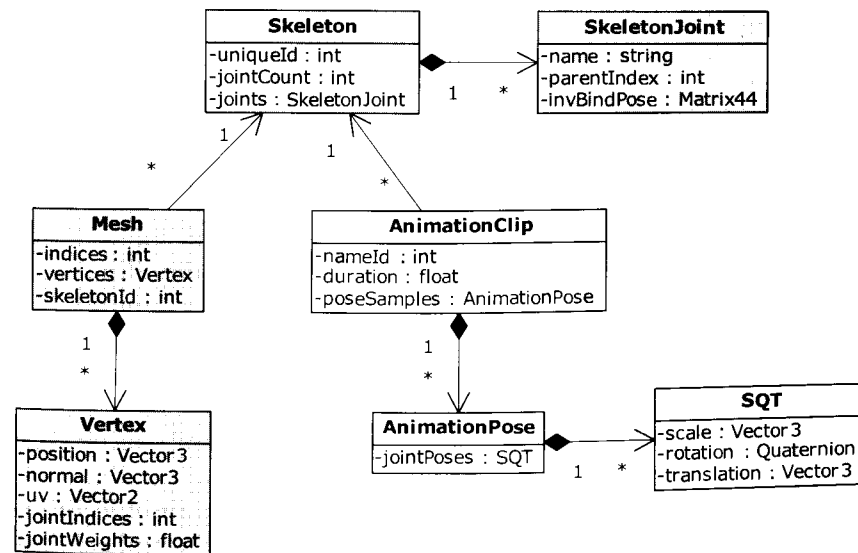 Skeleton
-uniqueId : int
-jointCount : int
-joints : SkeletonJoint
SkeletonJoint
-name : string
-parentIndex : int
-invBindPose : Matrix44
1
*
1
*
1
*
Mesh
-indices : int
-vertices : Vertex
-skeletonId : int
AnimationClip
-nameId : int
-duration : float
-poseSamples : AnimationPose
1
*
1
*
Vertex
-position : Vector3
-normal : Vector3
-uv : Vector2
-jointIndices : int
-jointWeights : float
AnimationPose
-jointPoses : SQT
1
*
SQT
-scale : Vector3
-rotation : Quaternion
-translation : Vector3